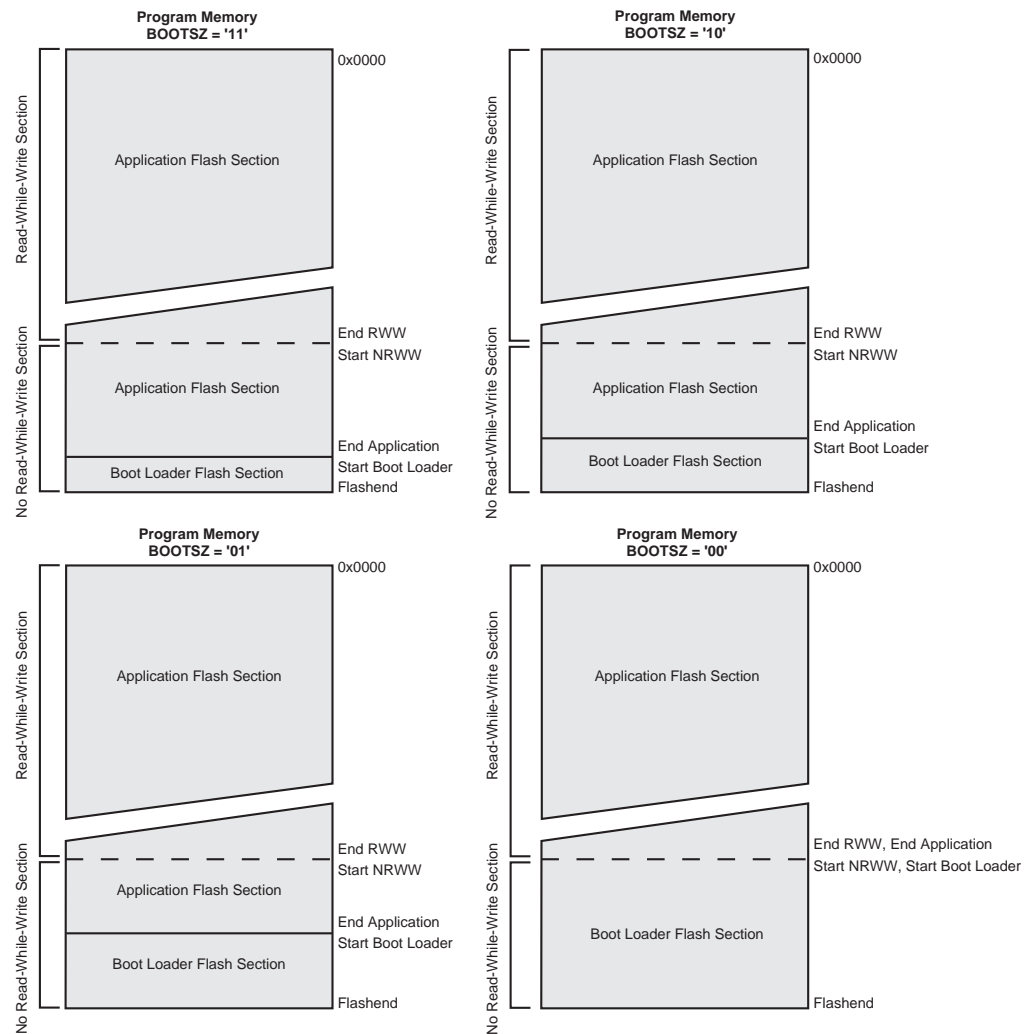 Program Memory
BOOTSZ = '11'
0x0000
Read-While-Write Section
Application Flash Section
End RWW
Start NRWW
No Read-While-Write Section
Application Flash Section
End Application
Start Boot Loader
Boot Loader Flash Section
Flashend
Program Memory
BOOTSZ = '10'
0x0000
Read-While-Write Section
Application Flash Section
End RWW
Start NRWW
No Read-While-Write Section
Application Flash Section
End Application
Start Boot Loader
Boot Loader Flash Section
Flashend
Program Memory
BOOTSZ = '01'
0x0000
Read-While-Write Section
Application Flash Section
End RWW
Start NRWW
No Read-While-Write Section
Application Flash Section
End Application
Start Boot Loader
Boot Loader Flash Section
Flashend
Program Memory
BOOTSZ = '00'
0x0000
Read-While-Write Section
Application Flash Section
End RWW, End Application
Start NRWW, Start Boot Loader
No Read-While-Write Section
Boot Loader Flash Section
Flashend